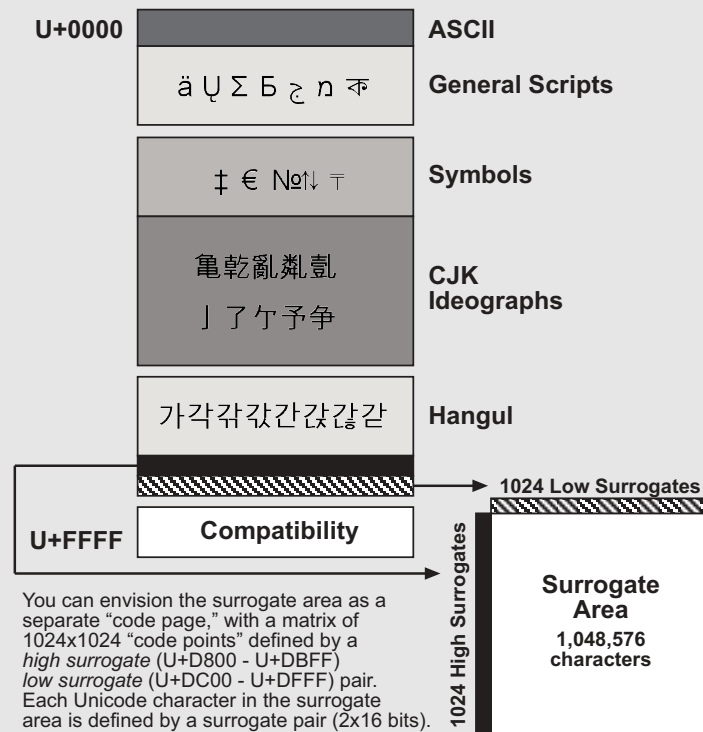 U+0000
ASCII
ä Ų Σ Б ج מ क
General Scripts
‡ € №⇅ 〒
Symbols
亀乾亂亃亄
亅了亇予争
CJK
Ideographs
가각갂갃간갅갆갇
Hangul
1024 Low Surrogates
U+FFFF
Compatibility
1024 High Surrogates
Surrogate
Area
1,048,576
characters
You can envision the surrogate area as a
separate “code page,” with a matrix of
1024x1024 “code points” defined by a
high surrogate (U+D800 - U+DBFF)
low surrogate (U+DC00 - U+DFFF) pair.
Each Unicode character in the surrogate
area is defined by a surrogate pair (2x16 bits).